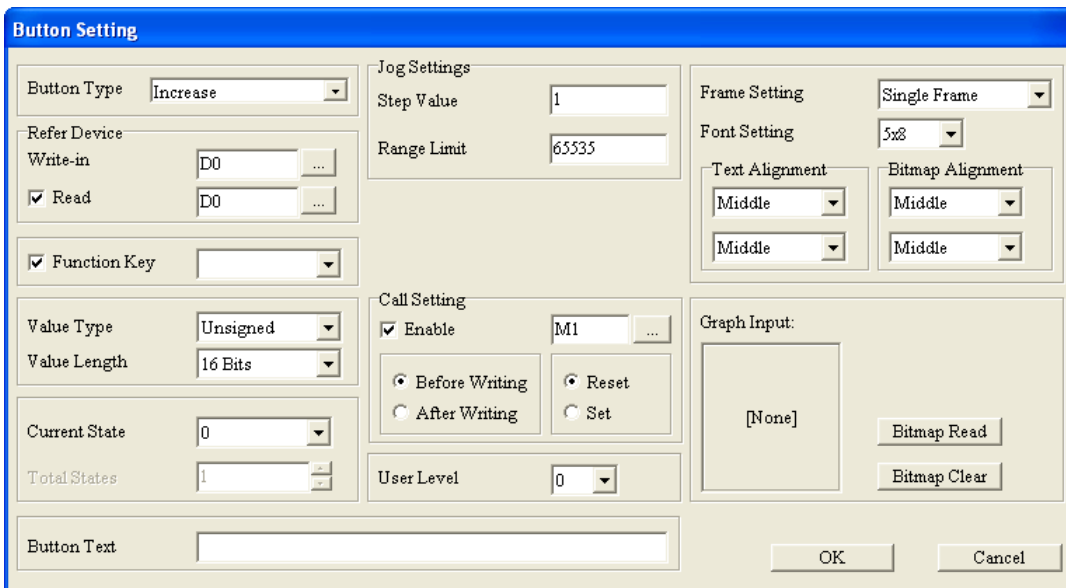 Button Setting
Button Type Increase
Refer Device
Write-in D0 ...
Read D0 ...
Function Key
Value Type Unsigned
Value Length 16 Bits
Current State 0
Total States 1
Button Text
Jog Settings
Step Value 1
Range Limit 65535
Call Setting
Enable M1 ...
Before Writing Reset
After Writing Set
User Level 0
Frame Setting Single Frame
Font Setting 5x8
Text Alignment Bitmap Alignment
Middle Middle
Middle Middle
Graph Input:
[None]
Bitmap Read
Bitmap Clear
OK Cancel